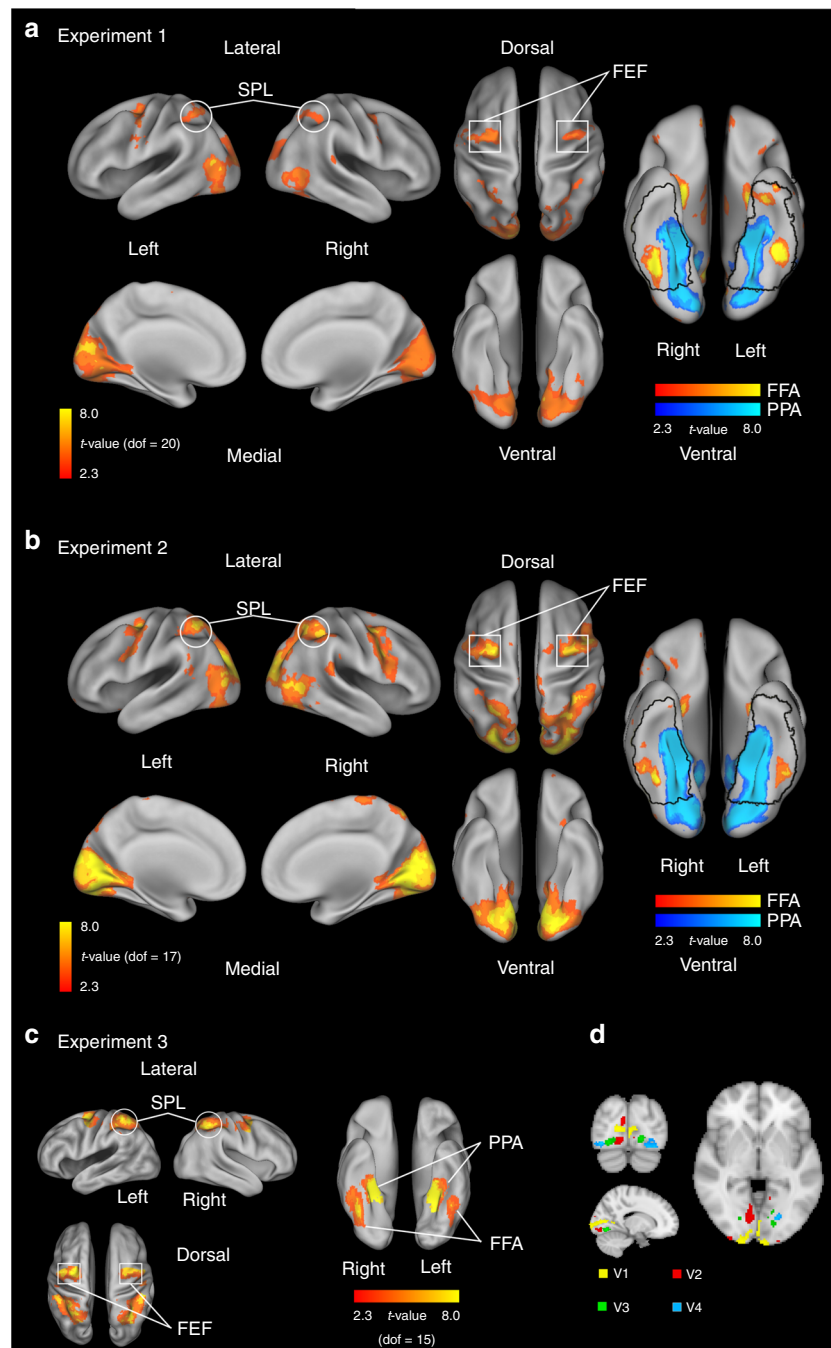 a Experiment 1
Lateral
Dorsal
SPL
FEF
Left
Right
Right
Left
FFA
PPA
2.3 t-value 8.0
8.0
t-value (dof = 20)
2.3
Medial
Ventral
Ventral
b Experiment 2
Lateral
Dorsal
SPL
FEF
Left
Right
Right
Left
FFA
PPA
2.3 t-value 8.0
8.0
t-value (dof = 17)
2.3
Medial
Ventral
Ventral
c Experiment 3
Lateral
SPL
Left
Right
Dorsal
FEF
PPA
FFA
Right
Left
2.3 t-value 8.0
(dof = 15)
d
V1
V2
V3
V4